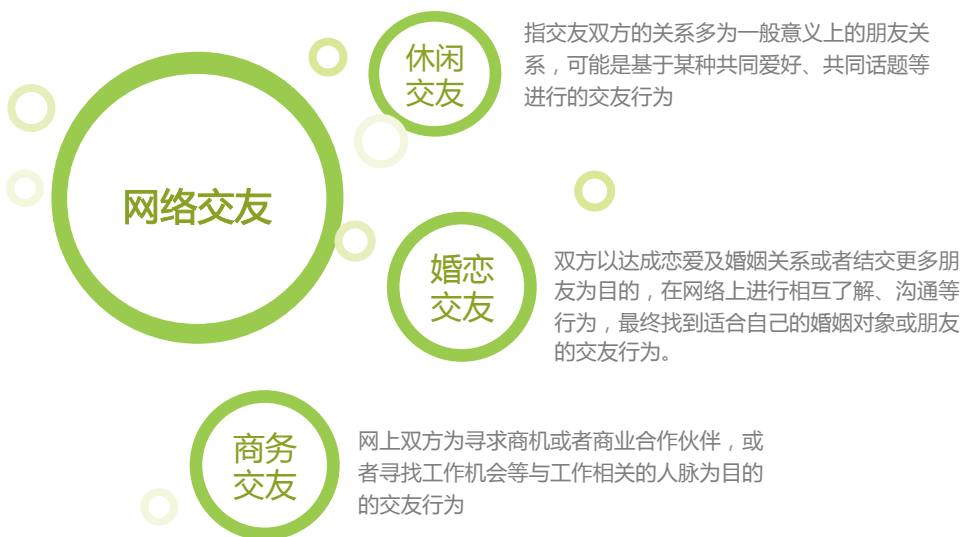 网络交友
休闲
交友
指交友双方的关系多为一般意义上的朋友关
系，可能是基于某种共同爱好、共同话题等
进行的交友行为
婚恋
交友
双方以达成恋爱及婚姻关系或者结交更多朋
友为目的，在网络上进行相互了解、沟通等
行为，最终找到适合自己的婚姻对象或朋友
的交友行为。
商务
交友
网上双方为寻求商机或者商业合作伙伴，或
者寻找工作机会等与工作相关的人脉为目的
的交友行为